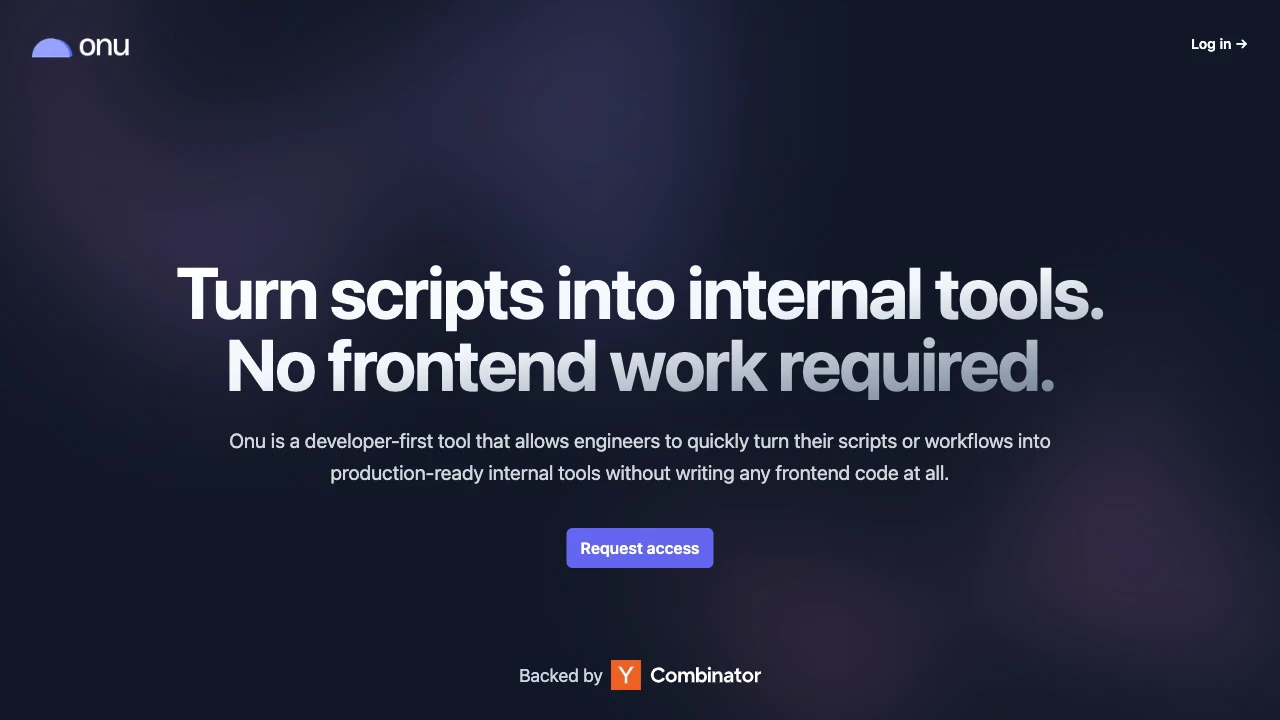 onu
Log in →
Turn scripts into internal tools.
No frontend work required.
Onu is a developer-first tool that allows engineers to quickly turn their scripts or workflows into
production-ready internal tools without writing any frontend code at all.
Request access
Backed by Y Combinator